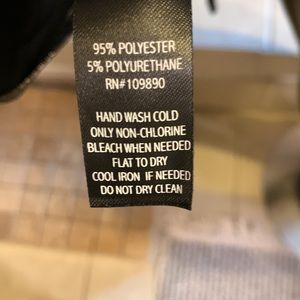 95% POLYESTER
5% POLYURETHANE
RN#109890
HAND WASH COLD
ONLY NON-CHLORINE
BLEACH WHEN NEEDED
FLAT TO DRY
COOL IRON IF NEEDED
DO NOT DRY CLEAN